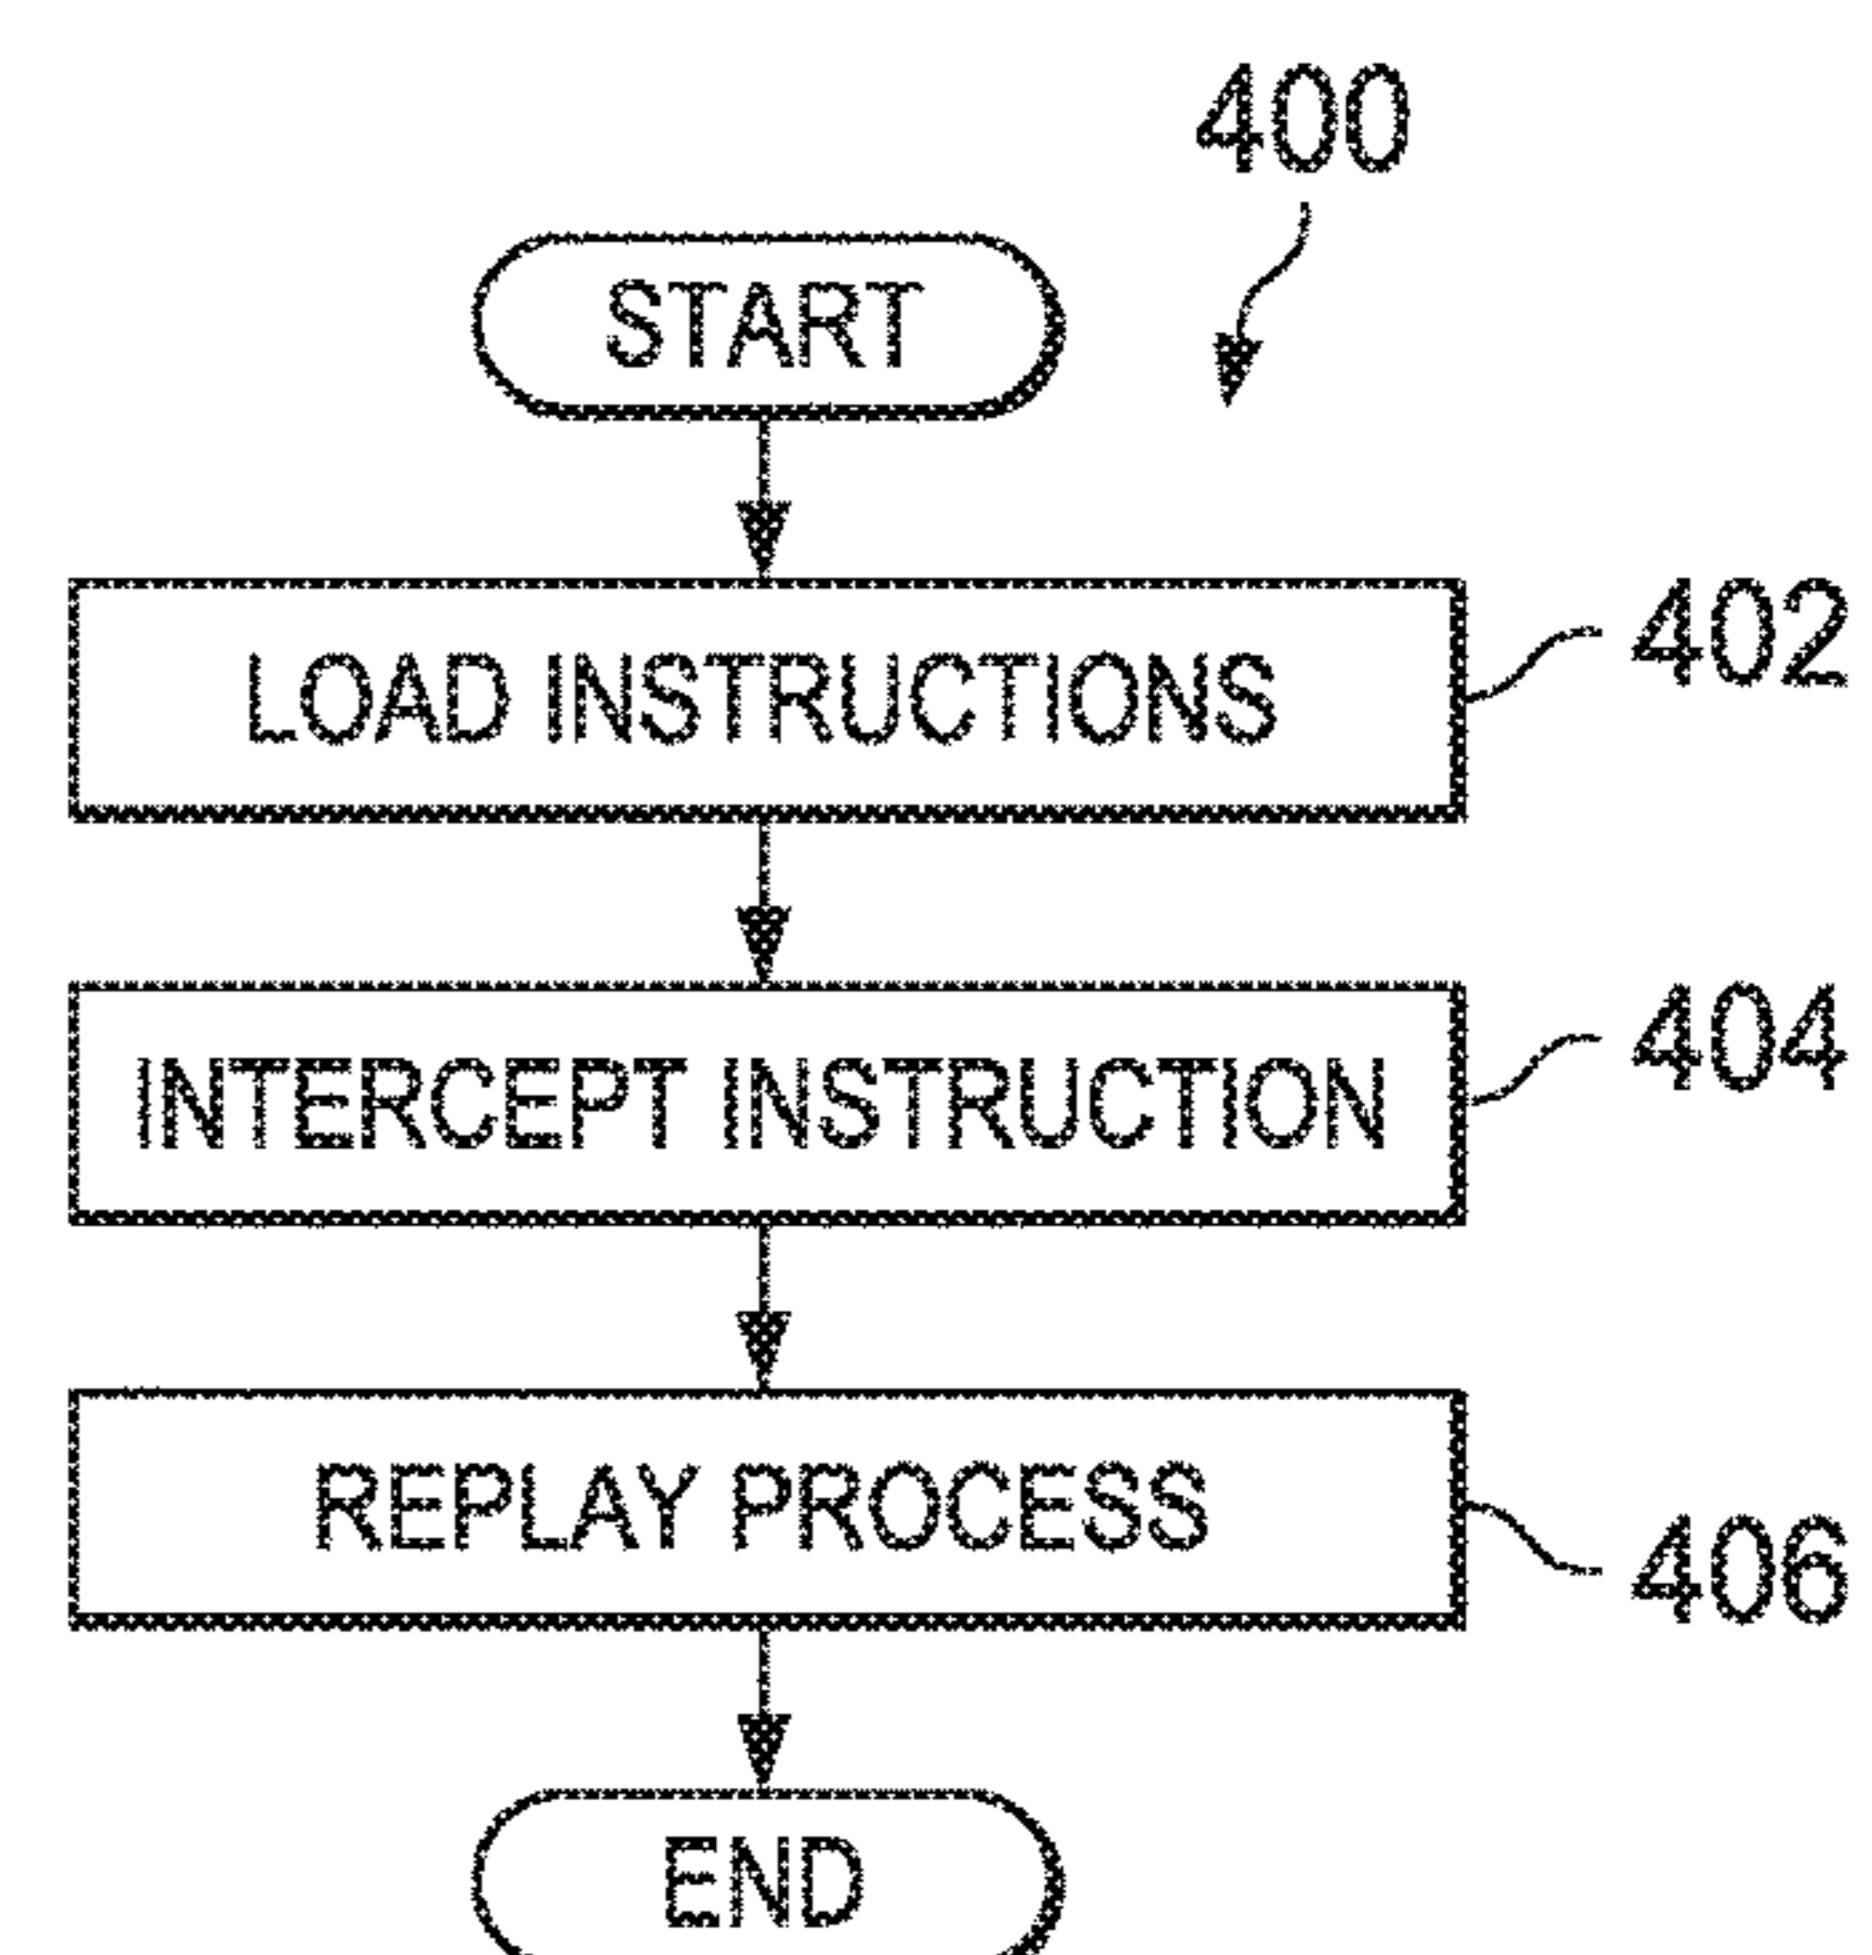 400
START
LOAD INSTRUCTIONS
402
INTERCEPT INSTRUCTION
404
REPLAY PROCESS
406
END